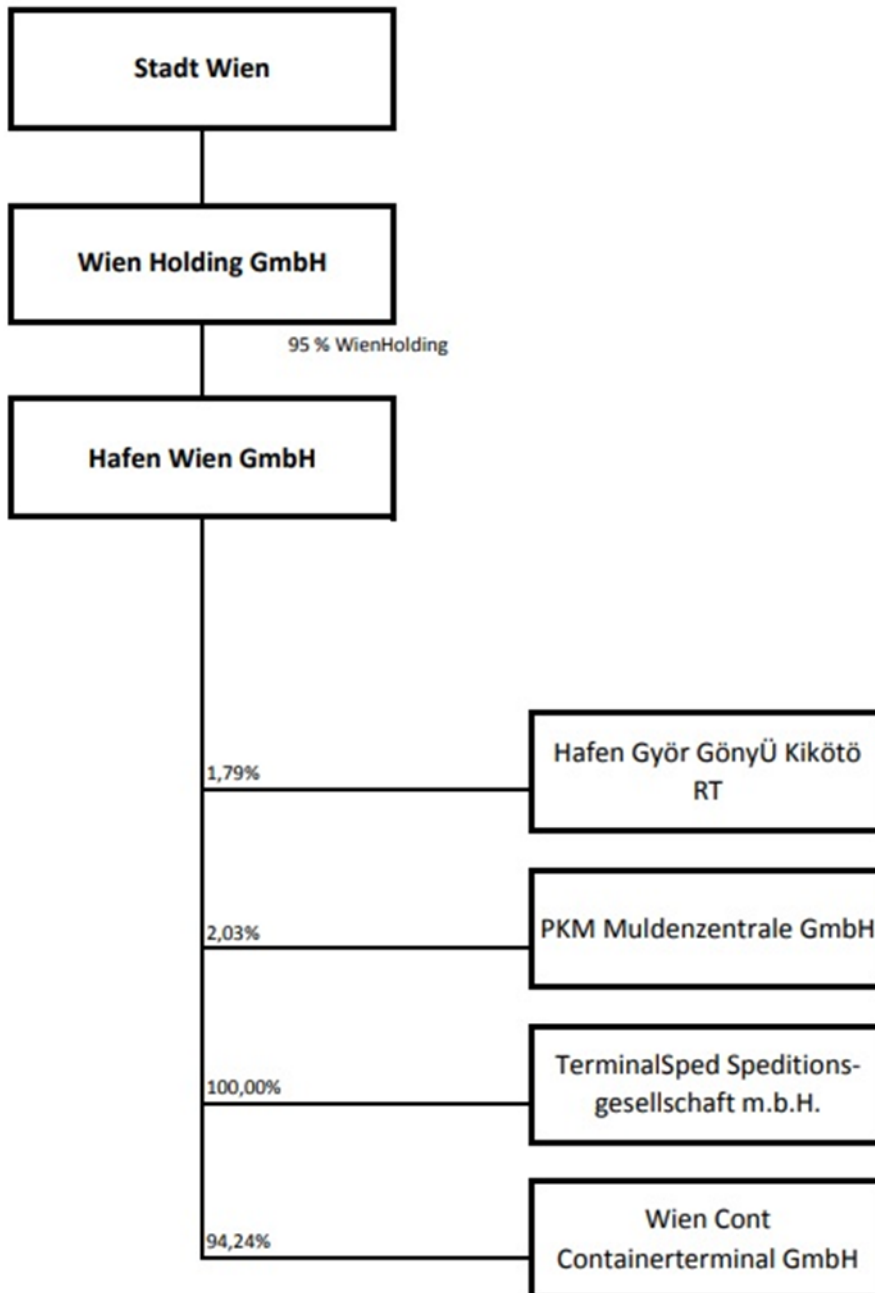 Stadt Wien
Wien Holding GmbH
95 % WienHolding
Hafen Wien GmbH
1,79%
Hafen Györ GönyÜ Kikötö
RT
2,03%
PKM Muldenzentrale GmbH
100,00%
TerminalSped Speditions-
gesellschaft m.b.H.
94,24%
Wien Cont
Containerterminal GmbH